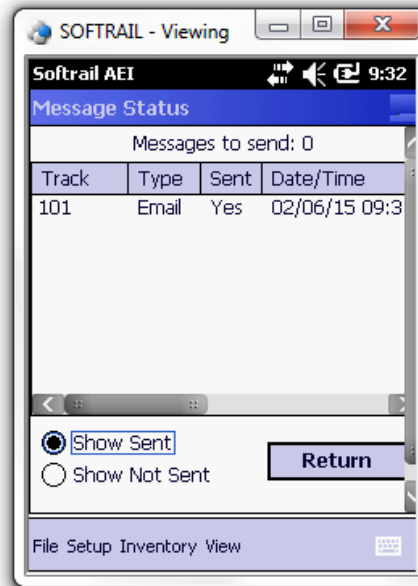 SOFTRAIL - Viewing
Softrail AEI 9:32
Message Status
Messages to send: 0
Track Type Sent Date/Time
101 Email Yes 02/06/15 09:3
Show Sent
Show Not Sent
Return
File Setup Inventory View